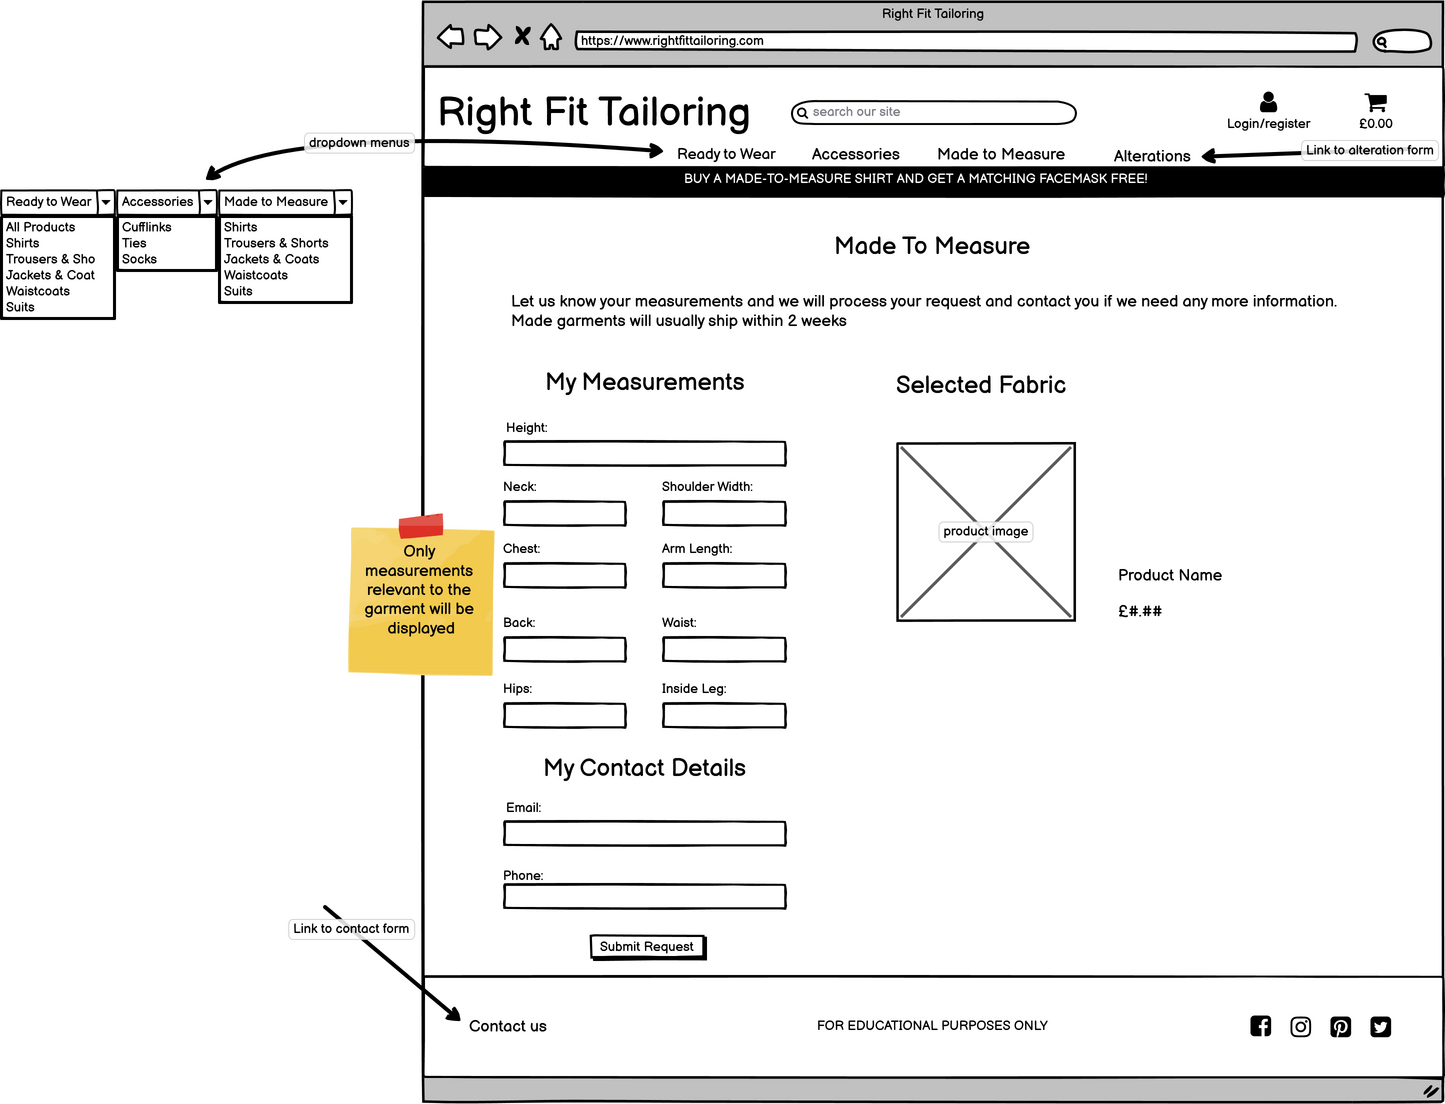 Right Fit Tailoring
https://www.rightfittailoring.com
Right Fit Tailoring
search our site
Login/register
£0.00
dropdown menus
Ready to Wear
Accessories
Made to Measure
Alterations
Link to alteration form
BUY A MADE-TO-MEASURE SHIRT AND GET A MATCHING FACEMASK FREE!
Ready to Wear
All Products
Shirts
Trousers & Sho
Jackets & Coat
Waistcoats
Suits
Accessories
Cufflinks
Ties
Socks
Made to Measure
Shirts
Trousers & Shorts
Jackets & Coats
Waistcoats
Suits
Made To Measure
Let us know your measurements and we will process your request and contact you if we need any more information.
Made garments will usually ship within 2 weeks
My Measurements
Height:
Neck:
Shoulder Width:
Chest:
Arm Length:
Back:
Waist:
Hips:
Inside Leg:
Only
measurements
relevant to the
garment will be
displayed
Selected Fabric
product image
Product Name
£#.##
My Contact Details
Email:
Phone:
Submit Request
Link to contact form
Contact us
FOR EDUCATIONAL PURPOSES ONLY